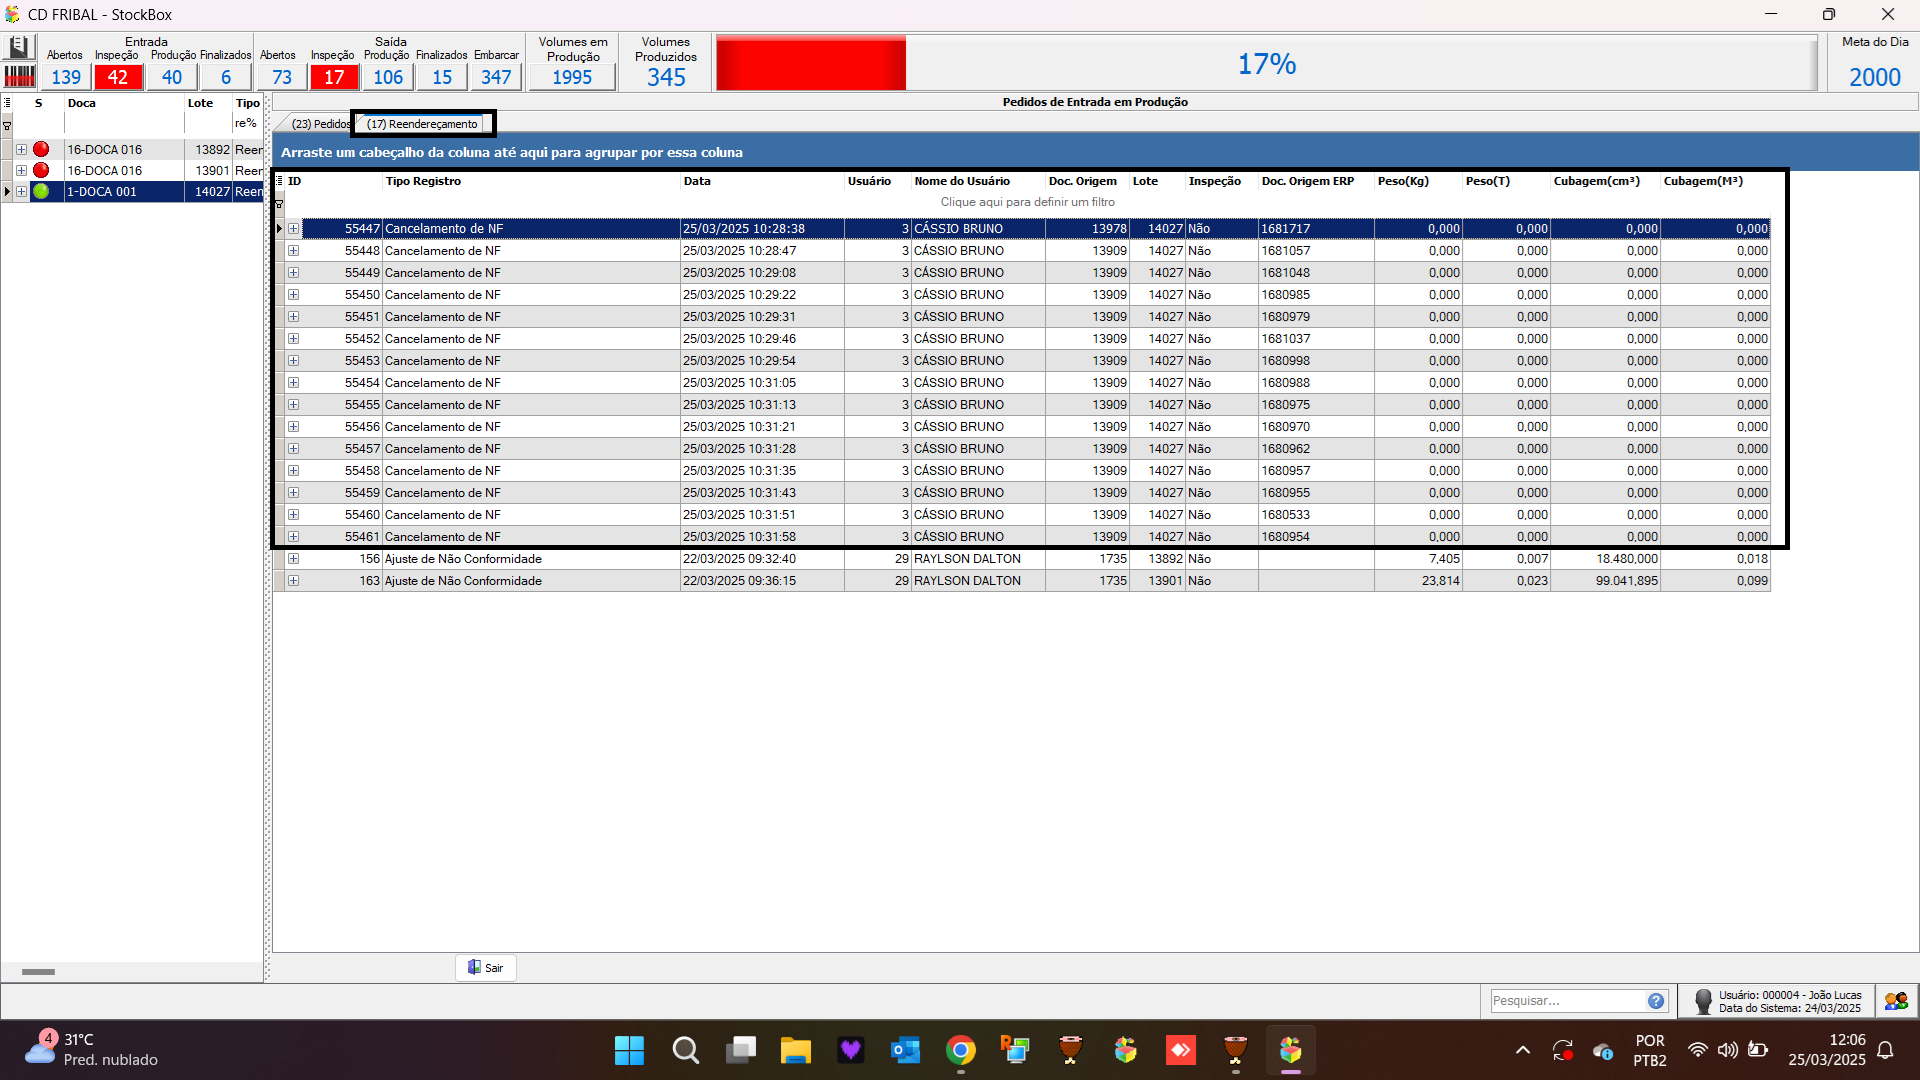 CD FRIBAL - StockBox
Entrada
Abertos Inspeção Produção Finalizados
139 42 40 6
Saída
Abertos Inspeção Produção Finalizados Embarcar
73 17 106 15 347
Volumes em Produção
1995
Volumes Produzidos
345
17%
Meta do Dia
2000
S Doca Lote Tipo
re%
16-DOCA 016 13892 Reer
16-DOCA 016 13901 Reer
1-DOCA 001 14027 Reer
Pedidos de Entrada em Produção
(23) Pedidos (17) Reendereçamento
Arraste um cabeçalho da coluna até aqui para agrupar por essa coluna
ID Tipo Registro Data Usuário Nome do Usuário Doc. Origem Lote Inspeção Doc. Origem ERP Peso(Kg) Peso(T) Cubagem(cm³) Cubagem(M³)
Clique aqui para definir um filtro
55447 Cancelamento de NF 25/03/2025 10:28:38 3 CÁSSIO BRUNO 13978 14027 Não 1681717 0,000 0,000 0,000 0,000
55448 Cancelamento de NF 25/03/2025 10:28:47 3 CÁSSIO BRUNO 13909 14027 Não 1681057 0,000 0,000 0,000 0,000
55449 Cancelamento de NF 25/03/2025 10:29:08 3 CÁSSIO BRUNO 13909 14027 Não 1681048 0,000 0,000 0,000 0,000
55450 Cancelamento de NF 25/03/2025 10:29:22 3 CÁSSIO BRUNO 13909 14027 Não 1680985 0,000 0,000 0,000 0,000
55451 Cancelamento de NF 25/03/2025 10:29:31 3 CÁSSIO BRUNO 13909 14027 Não 1680979 0,000 0,000 0,000 0,000
55452 Cancelamento de NF 25/03/2025 10:29:46 3 CÁSSIO BRUNO 13909 14027 Não 1681037 0,000 0,000 0,000 0,000
55453 Cancelamento de NF 25/03/2025 10:29:54 3 CÁSSIO BRUNO 13909 14027 Não 1680998 0,000 0,000 0,000 0,000
55454 Cancelamento de NF 25/03/2025 10:31:05 3 CÁSSIO BRUNO 13909 14027 Não 1680988 0,000 0,000 0,000 0,000
55455 Cancelamento de NF 25/03/2025 10:31:13 3 CÁSSIO BRUNO 13909 14027 Não 1680975 0,000 0,000 0,000 0,000
55456 Cancelamento de NF 25/03/2025 10:31:21 3 CÁSSIO BRUNO 13909 14027 Não 1680970 0,000 0,000 0,000 0,000
55457 Cancelamento de NF 25/03/2025 10:31:28 3 CÁSSIO BRUNO 13909 14027 Não 1680962 0,000 0,000 0,000 0,000
55458 Cancelamento de NF 25/03/2025 10:31:35 3 CÁSSIO BRUNO 13909 14027 Não 1680957 0,000 0,000 0,000 0,000
55459 Cancelamento de NF 25/03/2025 10:31:43 3 CÁSSIO BRUNO 13909 14027 Não 1680955 0,000 0,000 0,000 0,000
55460 Cancelamento de NF 25/03/2025 10:31:51 3 CÁSSIO BRUNO 13909 14027 Não 1680533 0,000 0,000 0,000 0,000
55461 Cancelamento de NF 25/03/2025 10:31:58 3 CÁSSIO BRUNO 13909 14027 Não 1680954 0,000 0,000 0,000 0,000
156 Ajuste de Não Conformidade 22/03/2025 09:32:40 29 RAYLSON DALTON 1735 13892 Não 7,405 0,007 18.480,000 0,018
163 Ajuste de Não Conformidade 22/03/2025 09:36:15 29 RAYLSON DALTON 1735 13901 Não 23,814 0,023 99.041,895 0,099
Sair
Pesquisar...
Usuário: 000004 - João Lucas
Data do Sistema: 24/03/2025
4
31°C
Pred. nublado
POR
PTB2
12:06
25/03/2025